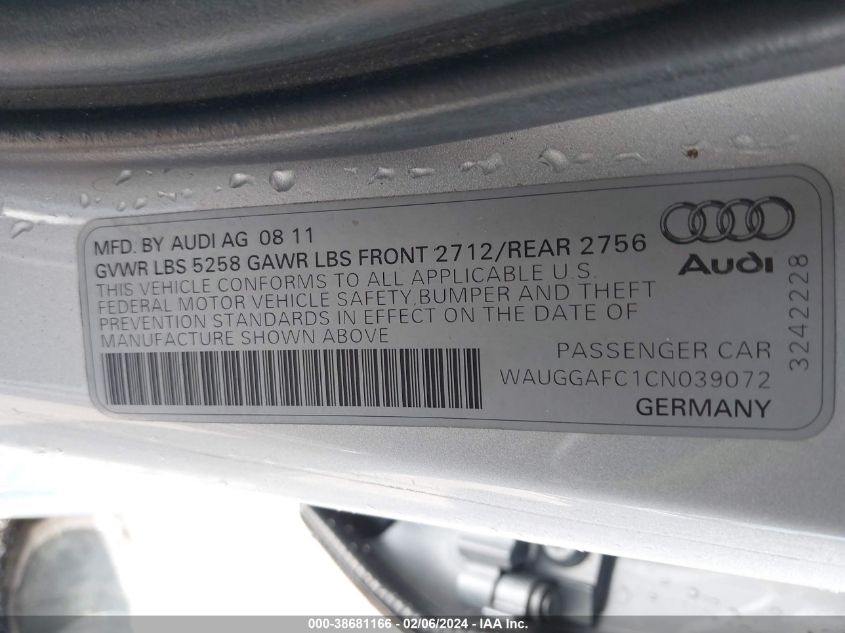 MFD. BY AUDI AG 08 11
GVWR LBS 5258 GAWR LBS FRONT 2712/REAR 2756
THIS VEHICLE CONFORMS TO ALL APPLICABLE U.S.
FEDERAL MOTOR VEHICLE SAFETY,BUMPER AND THEFT
PREVENTION STANDARDS IN EFFECT ON THE DATE OF
MANUFACTURE SHOWN ABOVE
Audi
PASSENGER CAR
WAUGGAFC1CN039072
GERMANY
3242228
000-38681166 - 02/06/2024 - IAA Inc.